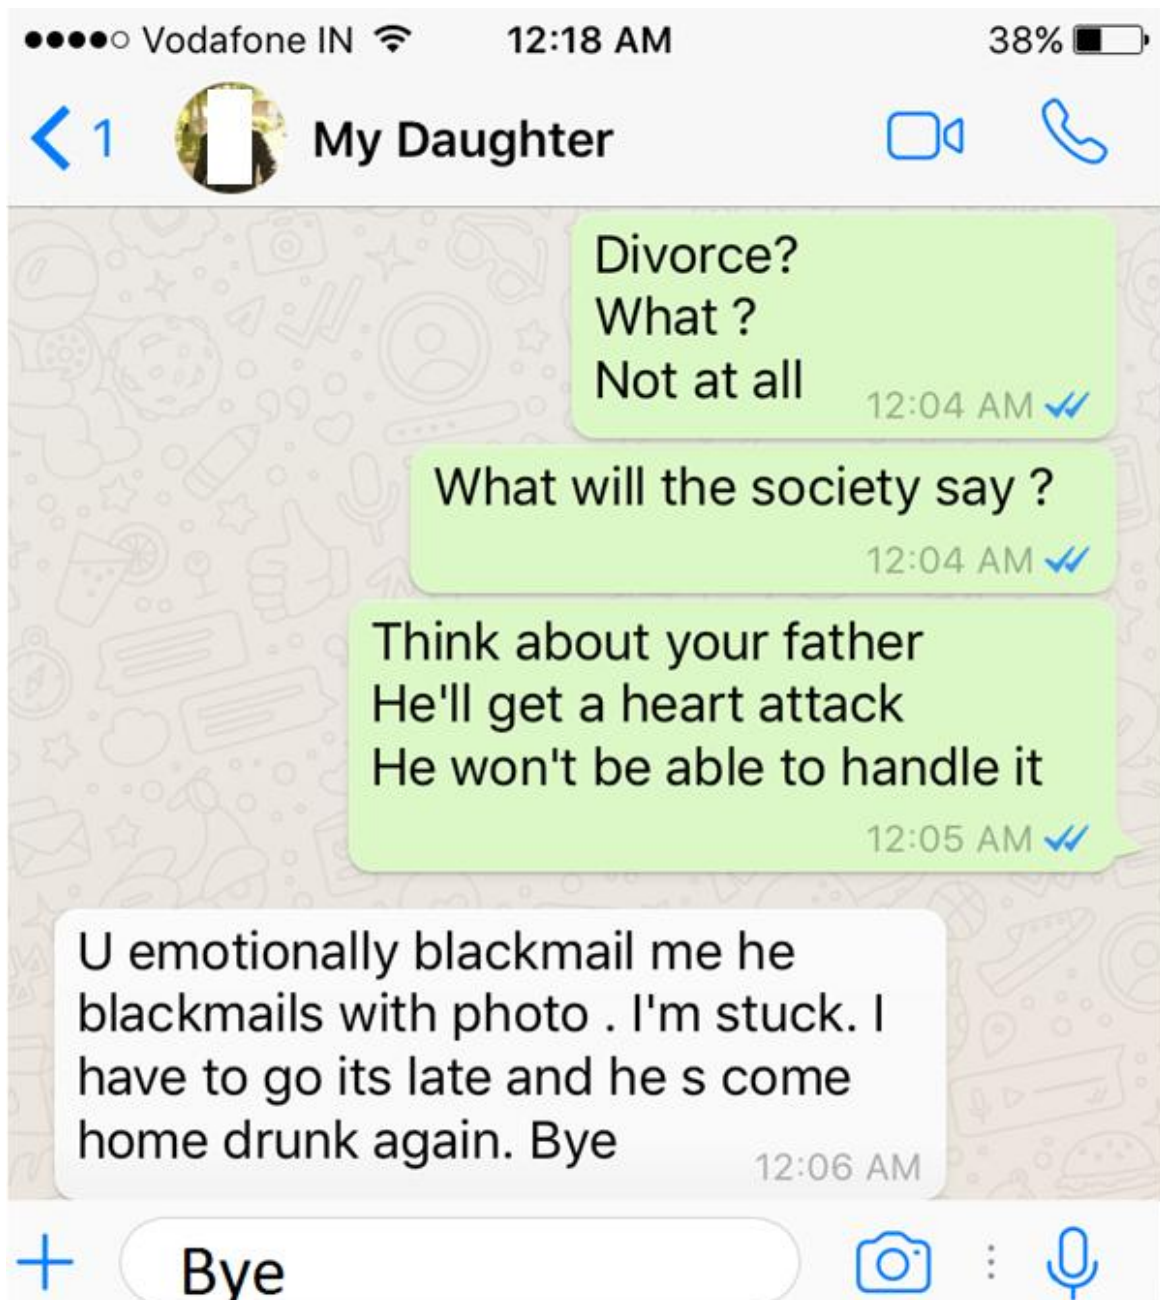 Vodafone IN 12:18 AM 38%
1 My Daughter
Divorce?
What ?
Not at all
12:04 AM
What will the society say ?
12:04 AM
Think about your father
He'll get a heart attack
He won't be able to handle it
12:05 AM
U emotionally blackmail me he
blackmails with photo . I'm stuck. I
have to go its late and he s come
home drunk again. Bye
12:06 AM
Bye